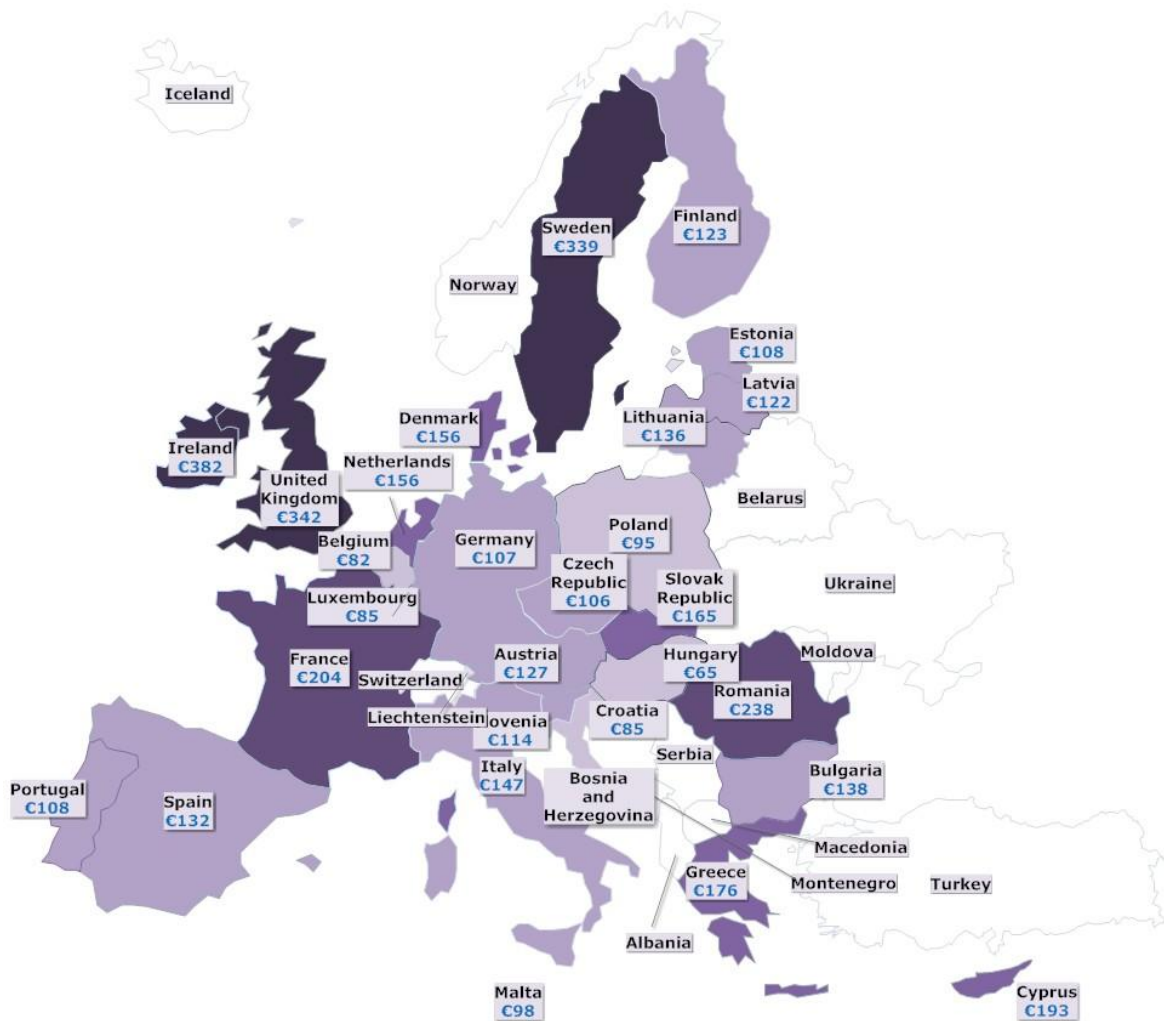 Iceland
Sweden
€339
Finland
€123
Norway
Estonia
€108
Latvia
€122
Denmark
€156
Lithuania
€136
Ireland
€382
Netherlands
€156
United
Kingdom
€342
Belarus
Belgium
€82
Germany
€107
Poland
€95
Czech
Republic
€106
Slovak
Republic
€165
Ukraine
Luxembourg
€85
France
€204
Austria
€127
Hungary
€65
Moldova
Switzerland
Romania
€238
Liechtenstein
lovenia
€114
Croatia
€85
Serbia
Italy
€147
Bosnia
and
Herzegovina
Bulgaria
€138
Portugal
€108
Spain
€132
Macedonia
Greece
€176
Montenegro
Turkey
Albania
Malta
€98
Cyprus
€193